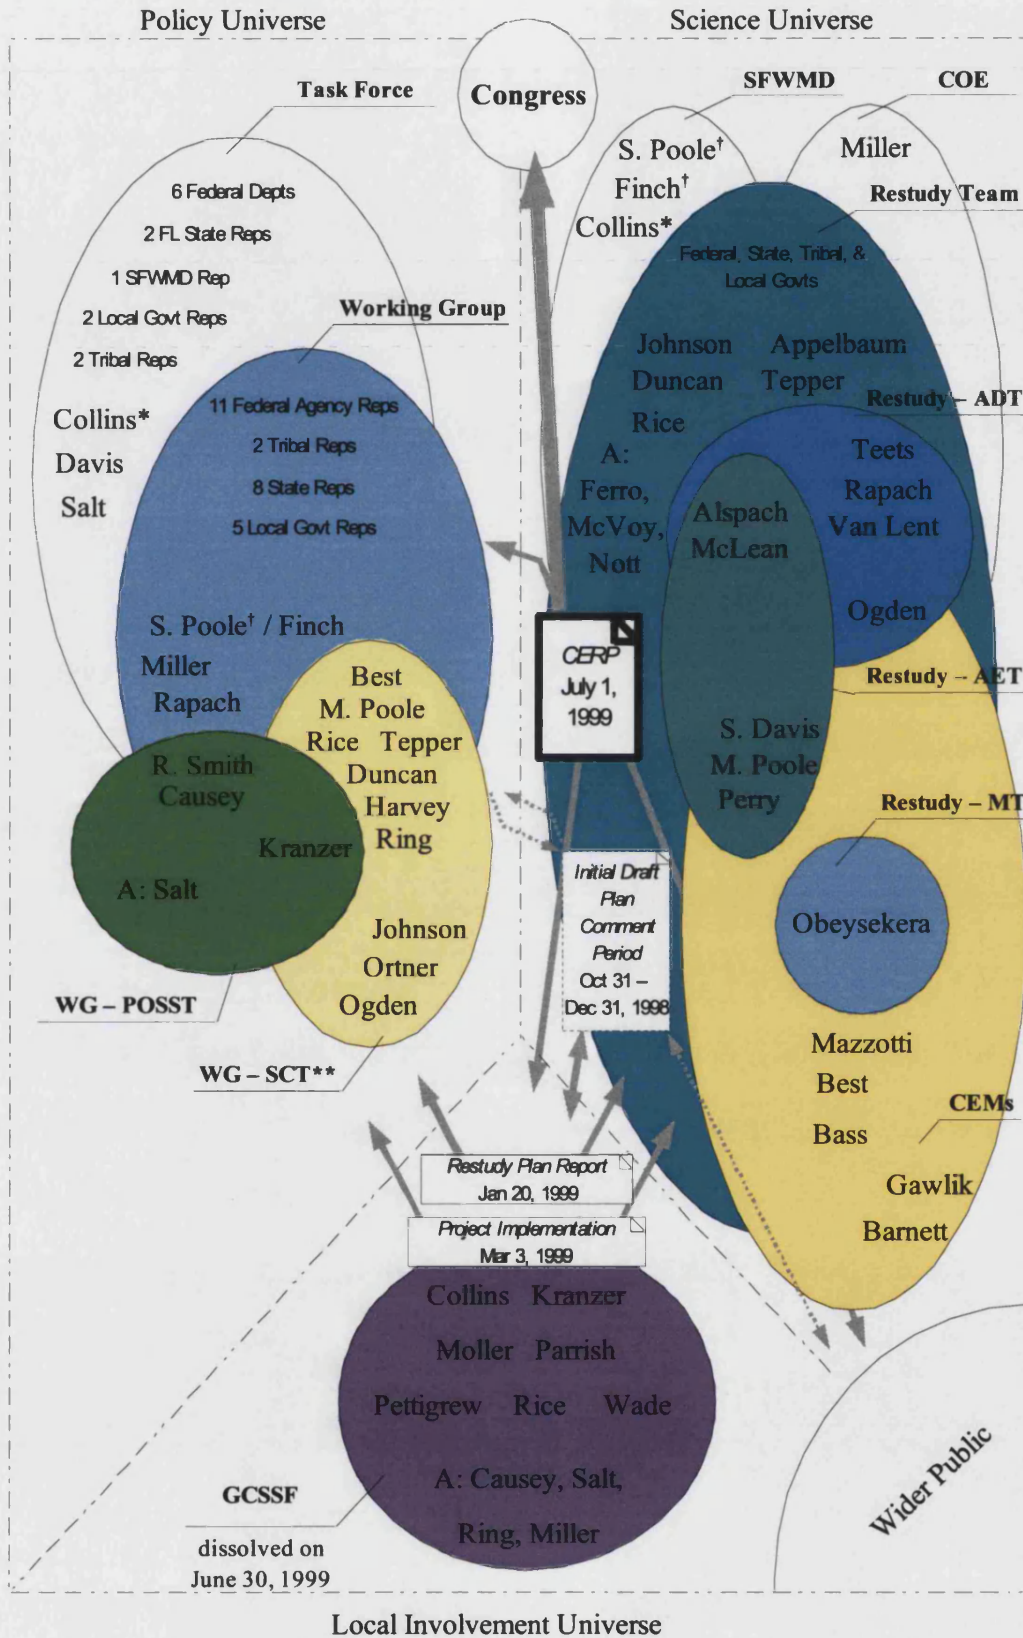 Policy Universe
Science Universe
Task Force
Congress
SFWMD
COE
6 Federal Depts
2 FL State Reps
1 SFWMD Rep
2 Local Govt Reps
2 Tribal Reps
Collins*
Davis
Salt
Working Group
11 Federal Agency Reps
2 Tribal Reps
8 State Reps
5 Local Govt Reps
S. Poole† / Finch
Miller
Rapach
Best
M. Poole
Rice Tepper
Duncan
Harvey
Ring
R. Smith
Causey
Kranzer
A: Salt
Johnson
Ortner
Ogden
WG – POSST
WG – SCT**
S. Poole†
Finch†
Collins*
Miller
Restudy Team
Federal, State, Tribal, &
Local Govts
Johnson Appelbaum
Duncan Tepper
Rice
A:
Ferro,
McVoy,
Nott
Restudy – ADT
Teets
Rapach
Van Lent
Alspach
McLean
Ogden
Restudy – AET
S. Davis
M. Poole
Perry
Restudy – MT
Obeysekera
Mazzotti
Best
Bass
CEMs
Gawlik
Barnett
CERP
July 1,
1999
Initial Draft
Plan
Comment
Period
Oct 31 –
Dec 31, 1998
Restudy Plan Report
Jan 20, 1999
Project Implementation
Mar 3, 1999
Collins Kranzer
Moller Parrish
Pettigrew Rice Wade
A: Causey, Salt,
Ring, Miller
GCSSF
dissolved on
June 30, 1999
Wider Public
Local Involvement Universe